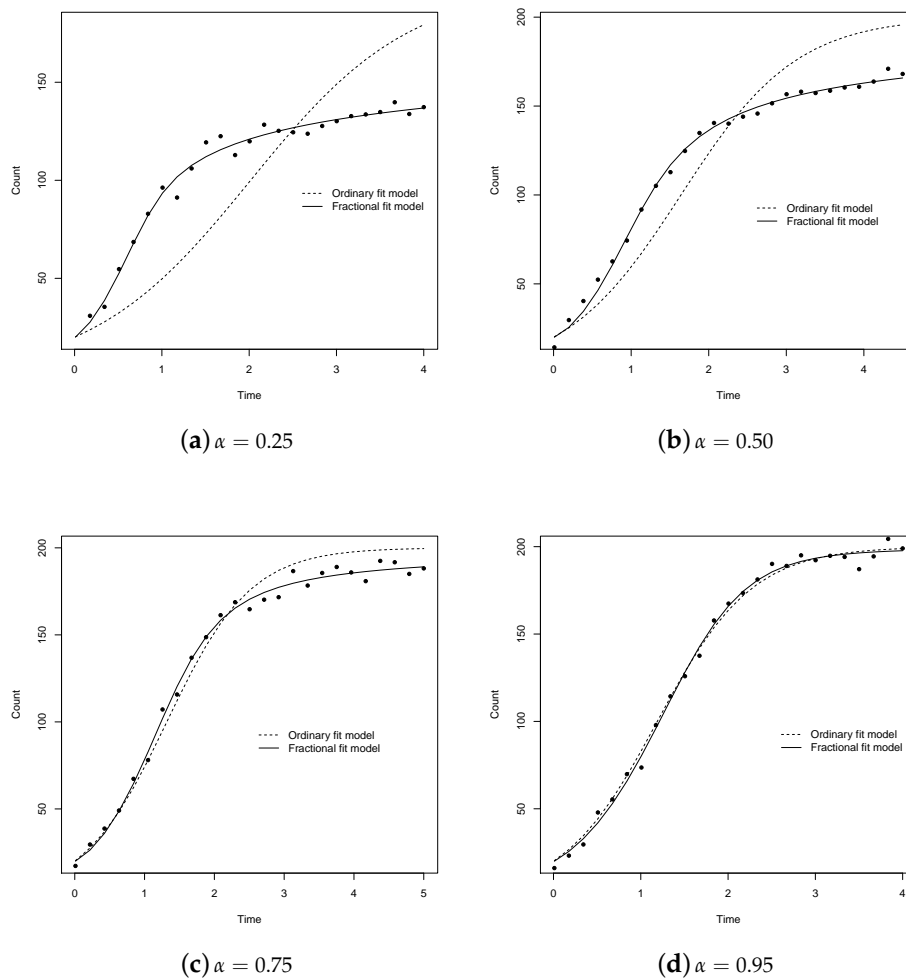 150
100
50
Count
Ordinary fit model
Fractional fit model
0 1 2 3 4
Time
(a) α = 0.25
200
150
100
50
Count
Ordinary fit model
Fractional fit model
0 1 2 3 4
Time
(b) α = 0.50
200
150
100
50
Count
Ordinary fit model
Fractional fit model
0 1 2 3 4 5
Time
(c) α = 0.75
200
150
100
50
Count
Ordinary fit model
Fractional fit model
0 1 2 3 4
Time
(d) α = 0.95